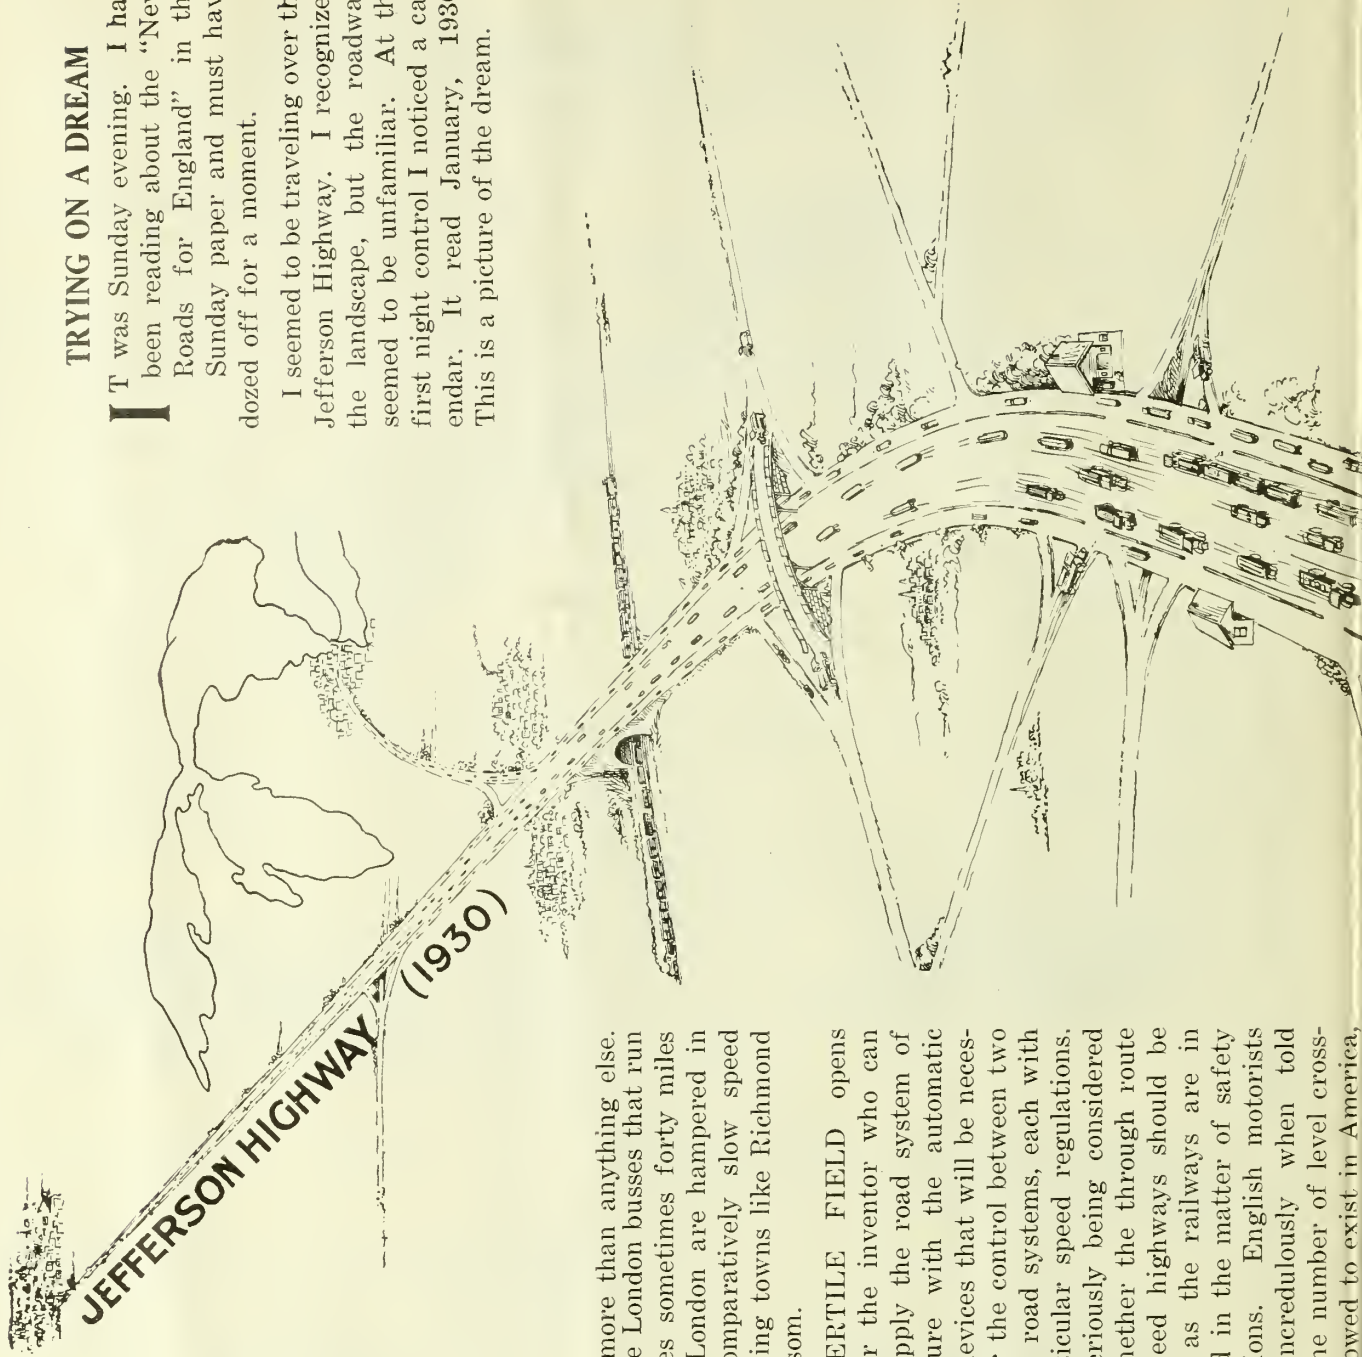 TRYING ON A DREAM
IT was Sunday evening. I ha
been reading about the "New
Roads for England" in th
Sunday paper and must hav
dozed off for a moment.
I seemed to be traveling over th
Jefferson Highway. I recognize
the landscape, but the roadwa
seemed to be unfamiliar. At th
first night control I noticed a ca
endar. It read January, 1930
This is a picture of the dream.
JEFFERSON HIGHWAY (1930)
more than anything else.
e London busses that run
es sometimes forty miles
London are hampered in
omparatively slow speed
ing towns like Richmond
som.
ERTILE FIELD opens
r the inventor who can
pply the road system of
ure with the automatic
evices that will be neces-
r the control between two
road systems, each with
icular speed regulations.
eriously being considered
hether the through route
eed highways should be
as the railways are in
d in the matter of safety
ions. English motorists
ncredulously when told
he number of level cross-
owed to exist in America,